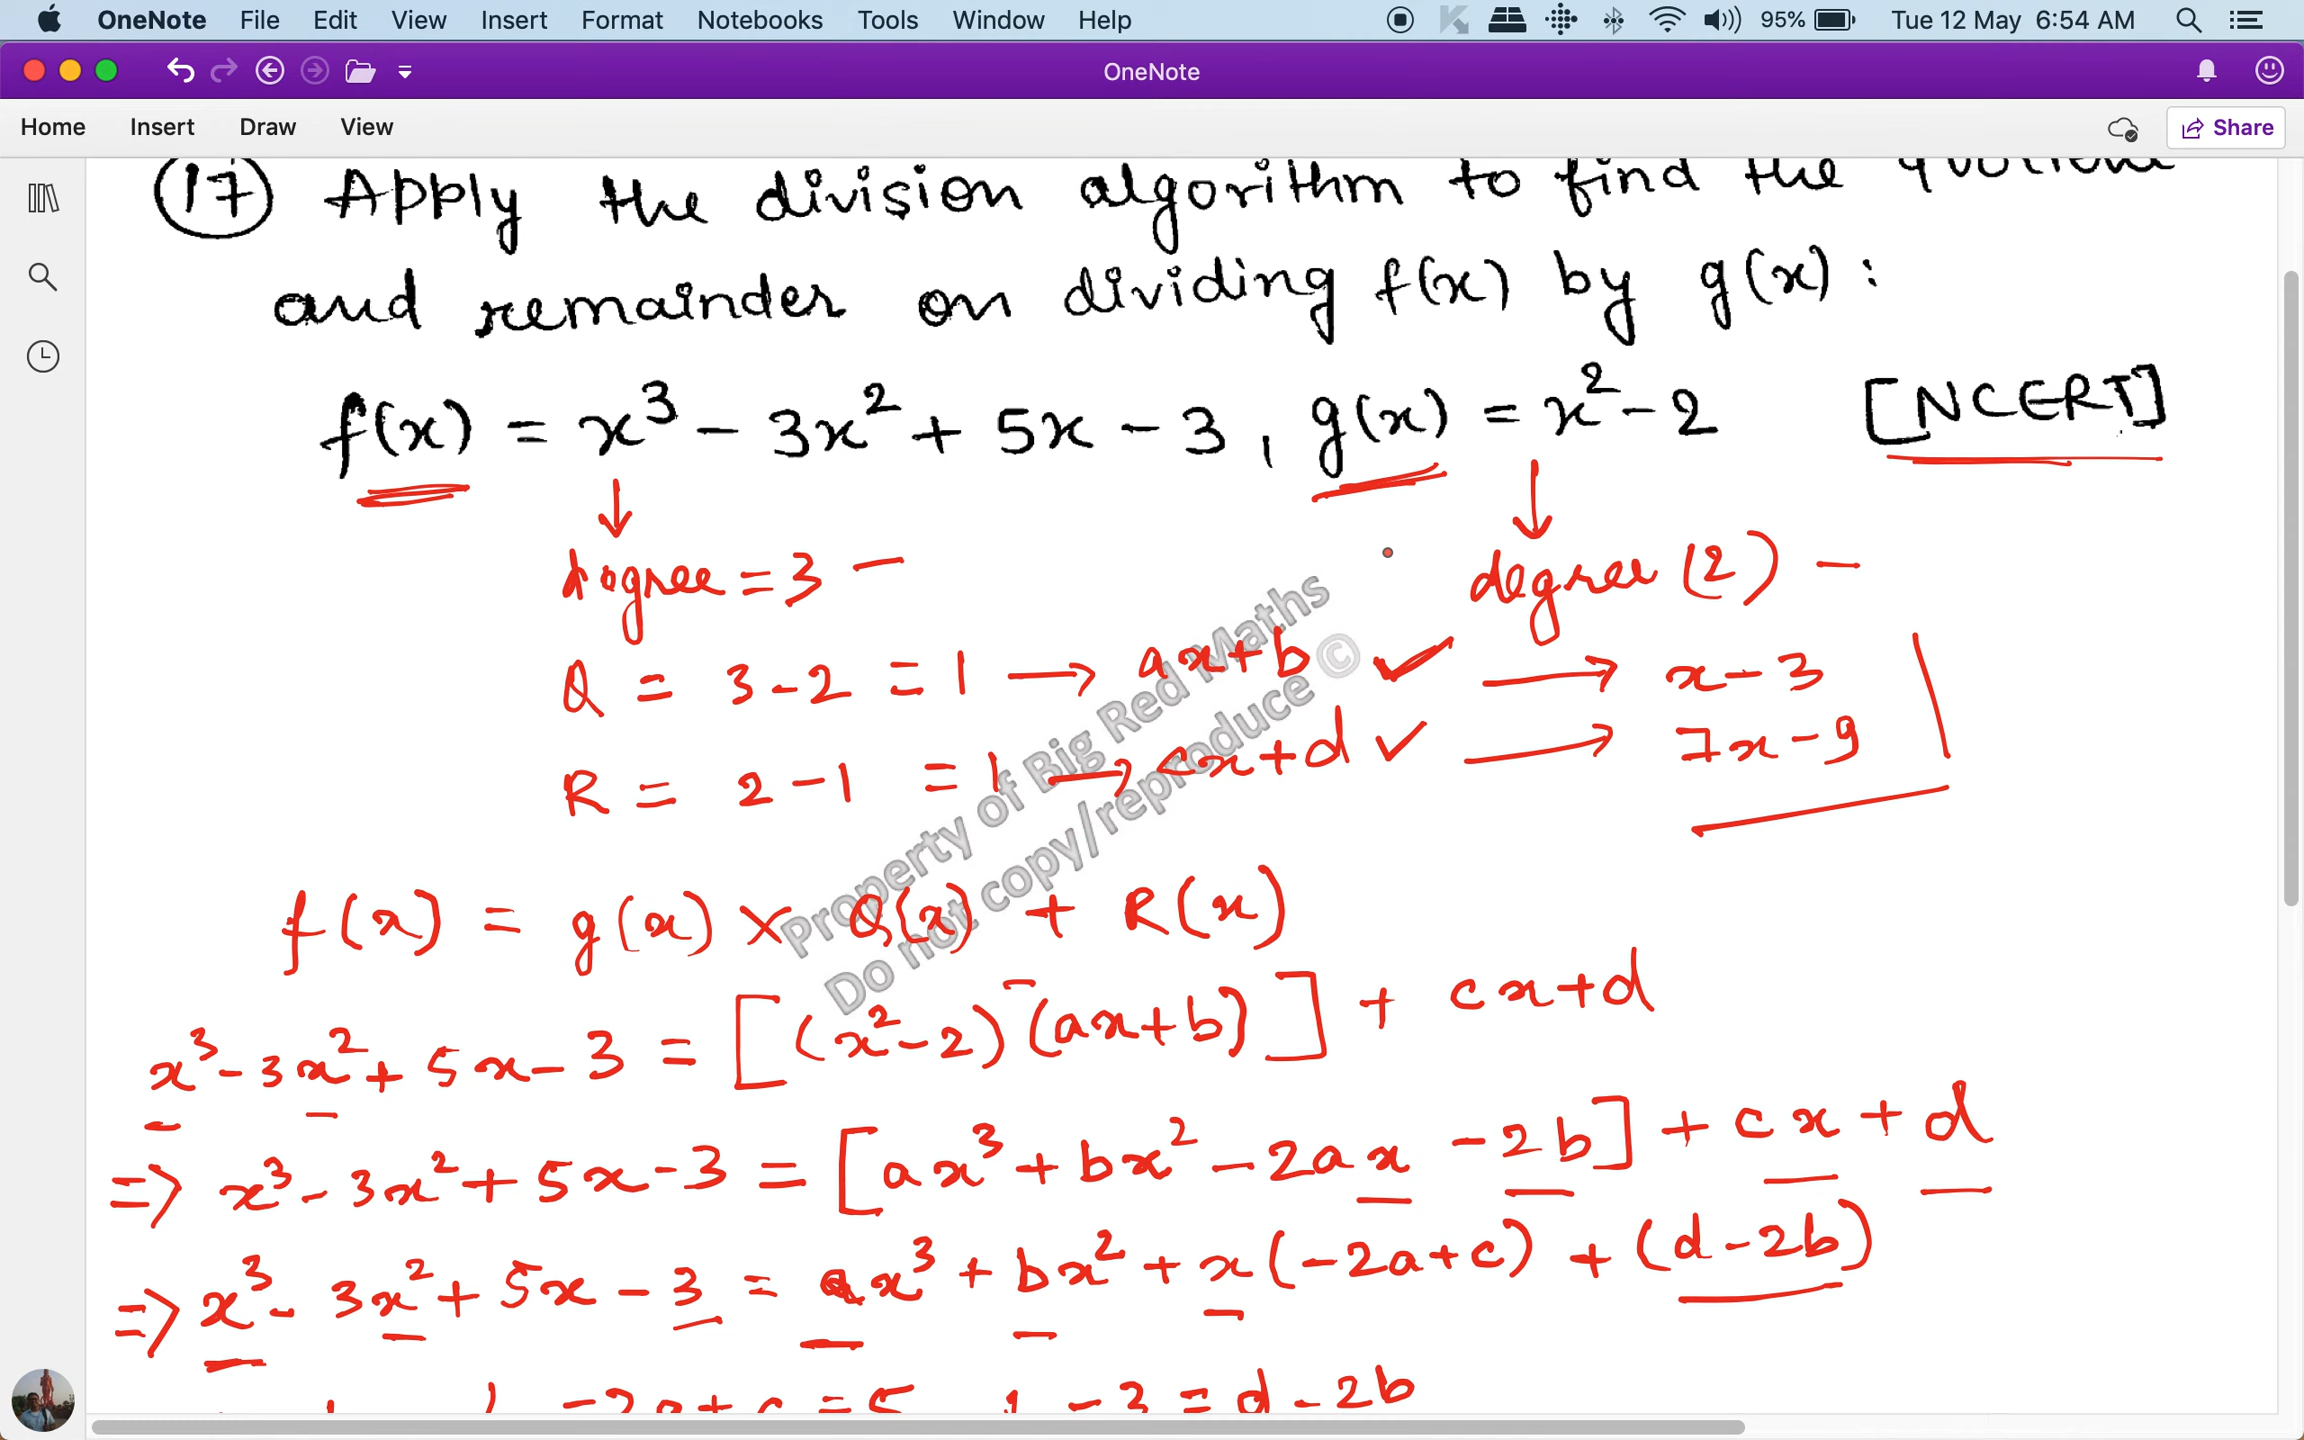 OneNote File Edit View Insert Format Notebooks Tools Window Help 95% Tue 12 May 6:54 AM
OneNote
Home Insert Draw View Share
(17) Apply the division algorithm to find the
and remainder on dividing f(x) by g(x) :
f(x) = x³ - 3x² + 5x - 3, g(x) = x² - 2 [NCERT]
degree = 3 - degree (2) -
Q = 3 - 2 = 1 → ax+b ✓ → x - 3
R = 2 - 1 = 1 → cx+d ✓ → 7x - 9
Property of Big Red Maths ©
Do not copy/reproduce
f(x) = g(x) × Q(x) + R(x)
x³ - 3x² + 5x - 3 = [(x² - 2) (ax+b)] + cx+d
=> x³ - 3x² + 5x - 3 = [ax³ + bx² - 2ax - 2b] + cx + d
=> x³ - 3x² + 5x - 3 = ax³ + bx² + x(-2a+c) + (d - 2b)
-2a + c = 5 - 3 = d - 2b